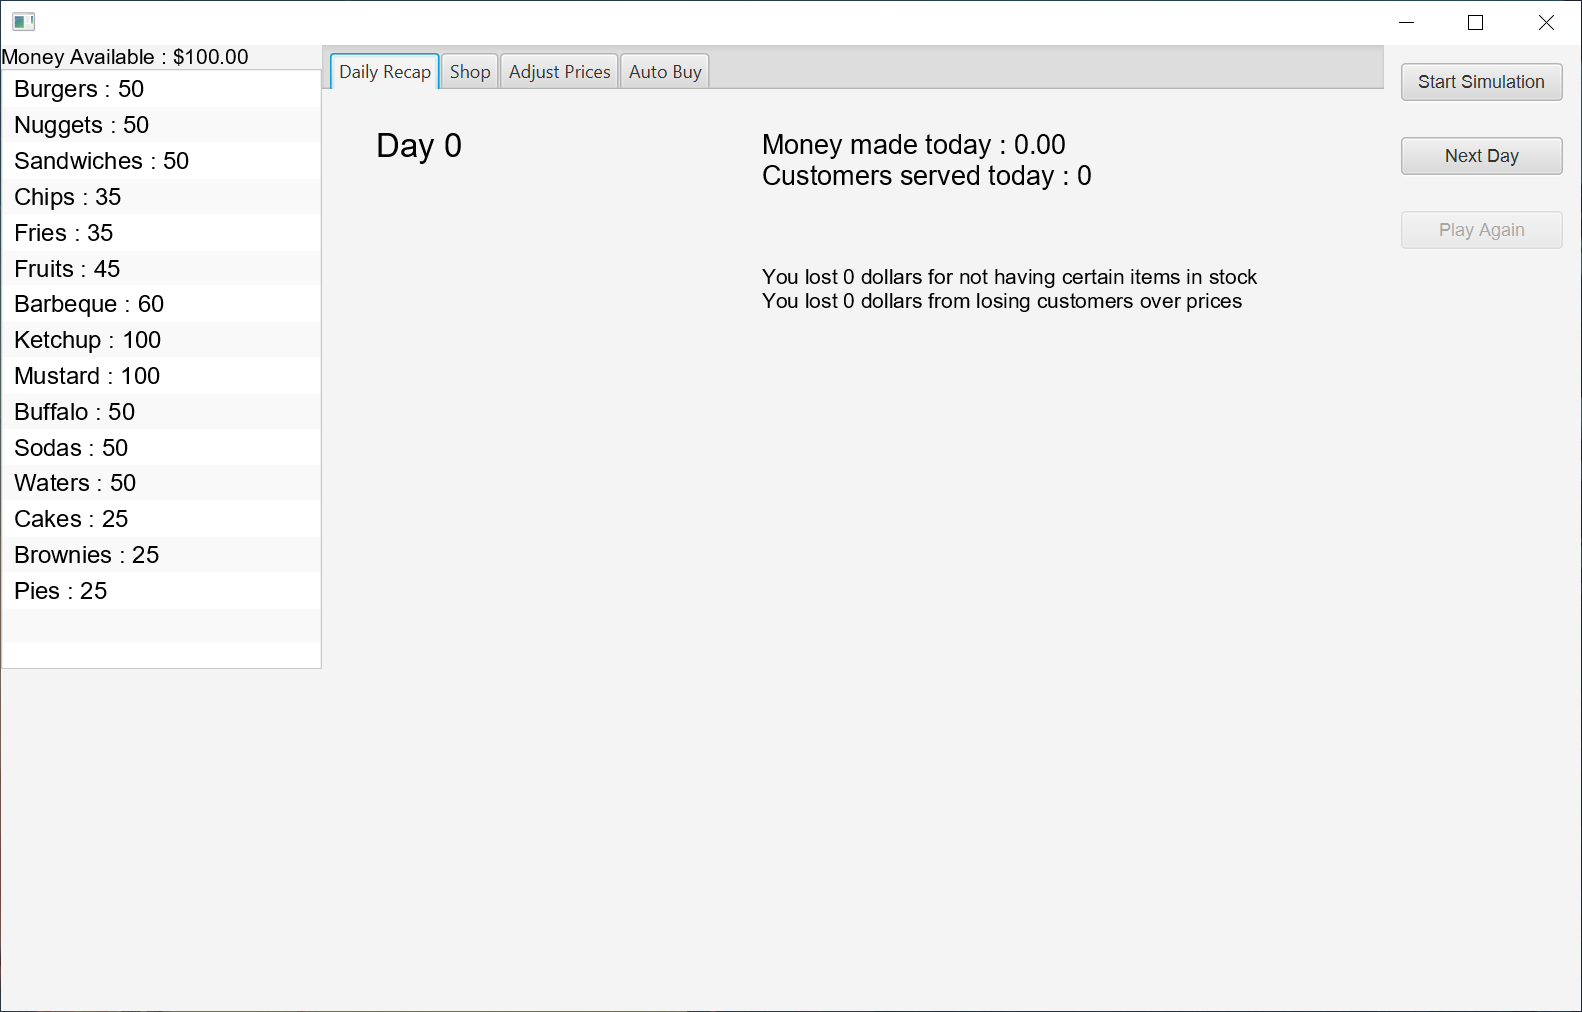 Money Available : $100.00
Burgers : 50
Nuggets : 50
Sandwiches : 50
Chips : 35
Fries : 35
Fruits : 45
Barbeque : 60
Ketchup : 100
Mustard : 100
Buffalo : 50
Sodas : 50
Waters : 50
Cakes : 25
Brownies : 25
Pies : 25
Daily Recap Shop Adjust Prices Auto Buy
Day 0
Money made today : 0.00
Customers served today : 0
You lost 0 dollars for not having certain items in stock
You lost 0 dollars from losing customers over prices
Start Simulation
Next Day
Play Again